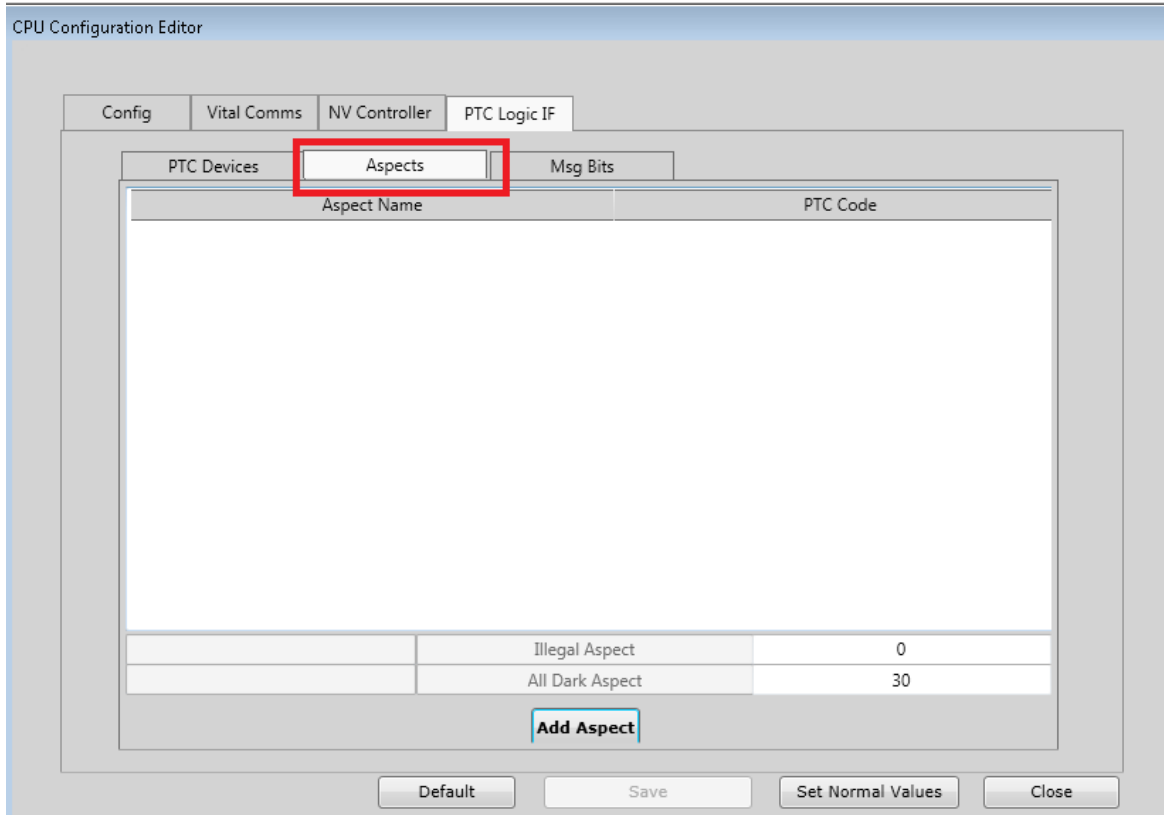 CPU Configuration Editor
Config Vital Comms NV Controller PTC Logic IF
PTC Devices Aspects Msg Bits
Aspect Name PTC Code
Illegal Aspect 0
All Dark Aspect 30
Add Aspect
Default Save Set Normal Values Close